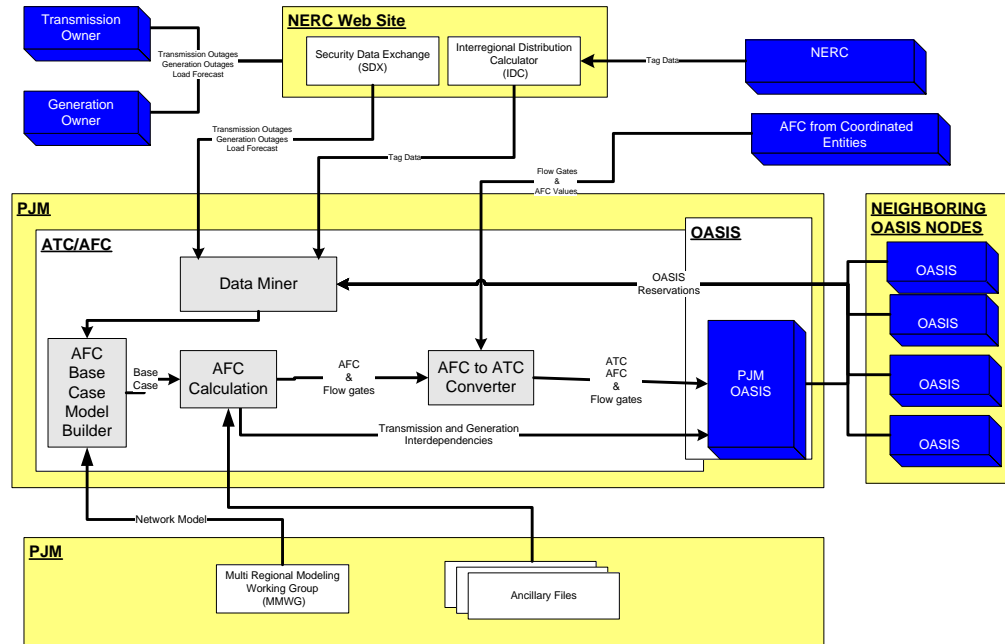 Transmission
Owner
Generation
Owner
Transmission Outages
Generation Outages
Load Forecast
NERC Web Site
Security Data Exchange
(SDX)
Interregional Distribution
Calculator
(IDC)
Tag Data
NERC
AFC from Coordinated
Entities
Transmission Outages
Generation Outages
Load Forecast
Tag Data
Flow Gates
&
AFC Values
PJM
ATC/AFC
OASIS
NEIGHBORING
OASIS NODES
Data Miner
OASIS
Reservations
OASIS
OASIS
OASIS
OASIS
AFC
Base
Case
Model
Builder
Base
Case
AFC
Calculation
AFC
&
Flow gates
AFC to ATC
Converter
ATC
AFC
&
Flow gates
PJM
OASIS
Transmission and Generation
Interdependencies
Network Model
PJM
Multi Regional Modeling
Working Group
(MMWG)
Ancillary Files